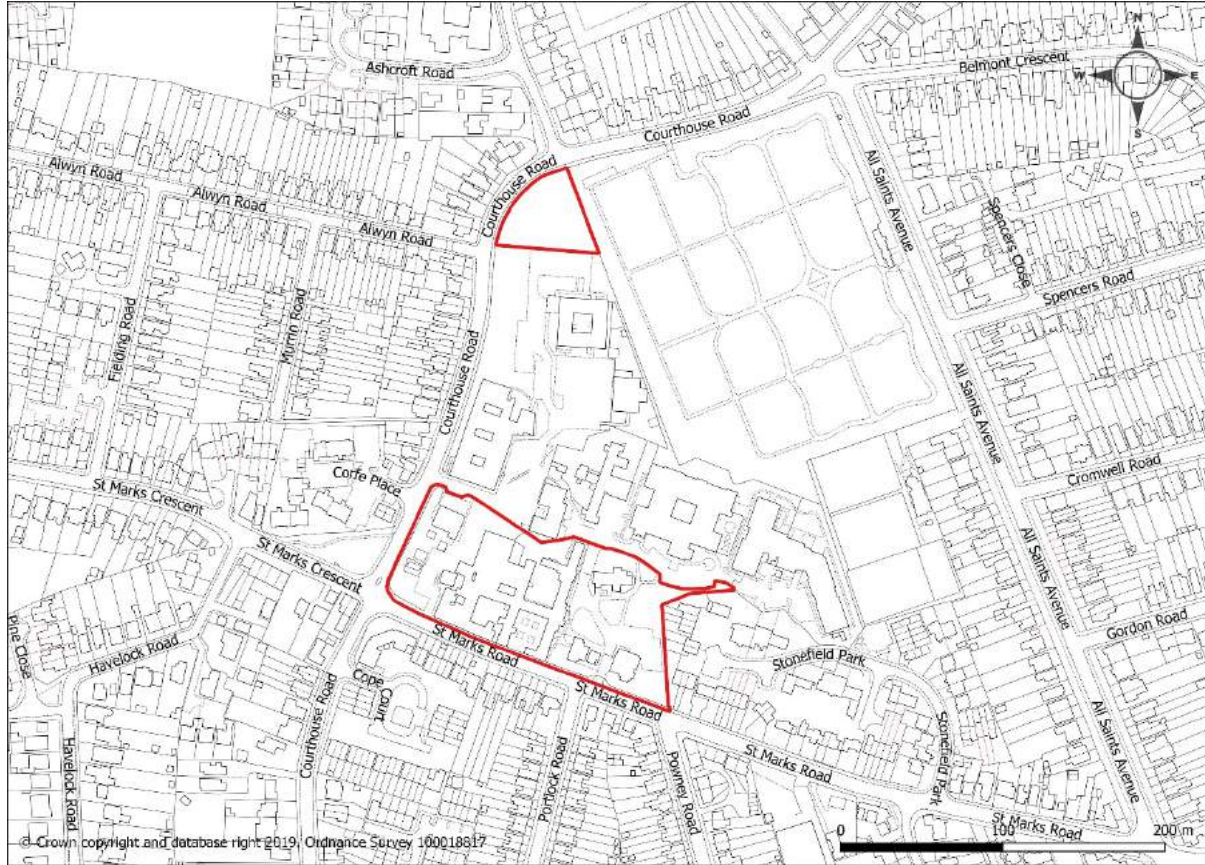 N
W
E
S
Ashcroft Road
Belmont Crescent
Courthouse Road
Alwyn Road
Alwyn Road
Alwyn Road
Courthouse Road
All Saints Avenue
Spencers Close
Spencers Road
Fielding Road
Murrin Road
Courthouse Road
All Saints Avenue
Cromwell Road
Corfe Place
St Marks Crescent
St Marks Crescent
All Saints Avenue
Gordon Road
Pine Close
Havelock Road
St Marks Road
Stonefield Park
Cope Court
St Marks Road
Courthouse Road
Portlock Road
Powney Road
St Marks Road
Stonefield Park
All Saints Avenue
Havelock Road
St Marks Road
© Crown copyright and database right 2019, Ordnance Survey 100018817
0 100 200 m